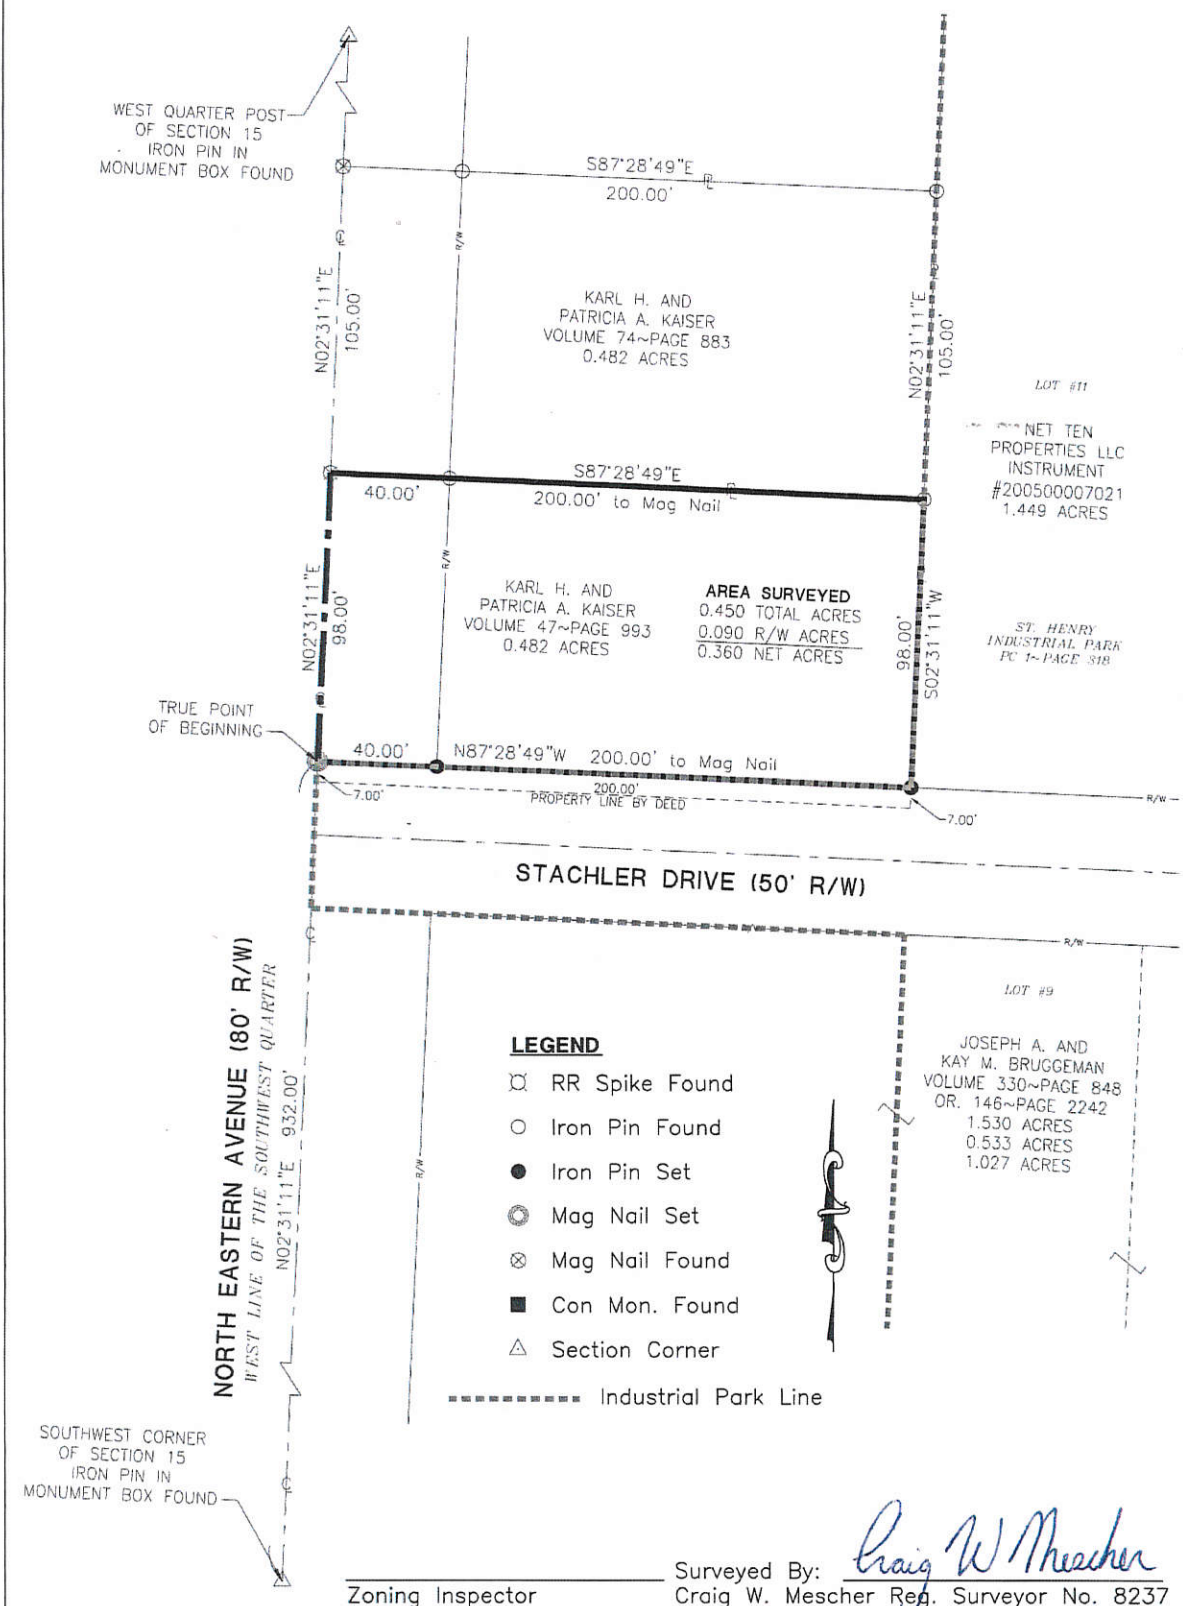 WEST QUARTER POST
OF SECTION 15
IRON PIN IN
MONUMENT BOX FOUND
S87°28'49"E
200.00'
R/W
N02°31'11"E
105.00'
KARL H. AND
PATRICIA A. KAISER
VOLUME 74~PAGE 883
0.482 ACRES
N02°31'11"E
105.00'
LOT #11
NET TEN
PROPERTIES LLC
INSTRUMENT
#200500007021
1.449 ACRES
S87°28'49"E
40.00'
200.00' to Mag Nail
R/W
N02°31'11"E
98.00'
KARL H. AND
PATRICIA A. KAISER
VOLUME 47~PAGE 993
0.482 ACRES
AREA SURVEYED
0.450 TOTAL ACRES
0.090 R/W ACRES
0.360 NET ACRES
98.00'
S02°31'11"W
ST. HENRY
INDUSTRIAL PARK
PC 1~PAGE 318
TRUE POINT
OF BEGINNING
40.00'
N87°28'49"W 200.00' to Mag Nail
7.00'
200.00'
PROPERTY LINE BY DEED
7.00'
R/W
STACHLER DRIVE (50' R/W)
R/W
NORTH EASTERN AVENUE (80' R/W)
WEST LINE OF THE SOUTHWEST QUARTER
N02°31'11"E 932.00'
R/W
LOT #9
JOSEPH A. AND
KAY M. BRUGGEMAN
VOLUME 330~PAGE 848
OR. 146~PAGE 2242
1.530 ACRES
0.533 ACRES
1.027 ACRES
LEGEND
RR Spike Found
Iron Pin Found
Iron Pin Set
Mag Nail Set
Mag Nail Found
Con Mon. Found
Section Corner
Industrial Park Line
SOUTHWEST CORNER
OF SECTION 15
IRON PIN IN
MONUMENT BOX FOUND
Zoning Inspector
Surveyed By: Craig W Mescher
Craig W. Mescher Reg. Surveyor No. 8237